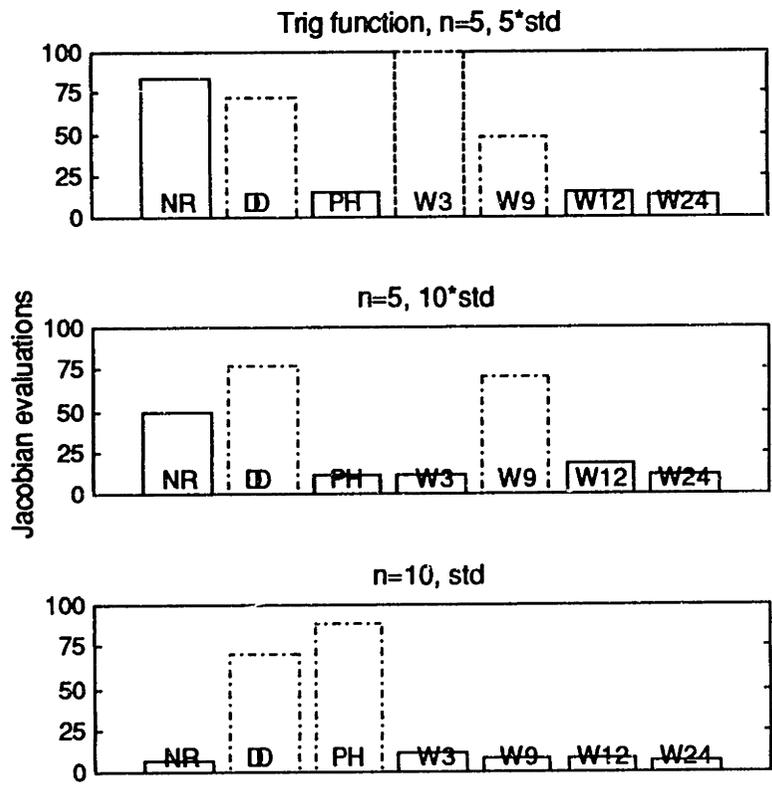 Trig function, n=5, 5*std
100
75
50
25
0
NR DD PH W3 W9 W12 W24
n=5, 10*std
Jacobian evaluations
100
75
50
25
0
NR DD PH W3 W9 W12 W24
n=10, std
100
75
50
25
0
NR DD PH W3 W9 W12 W24